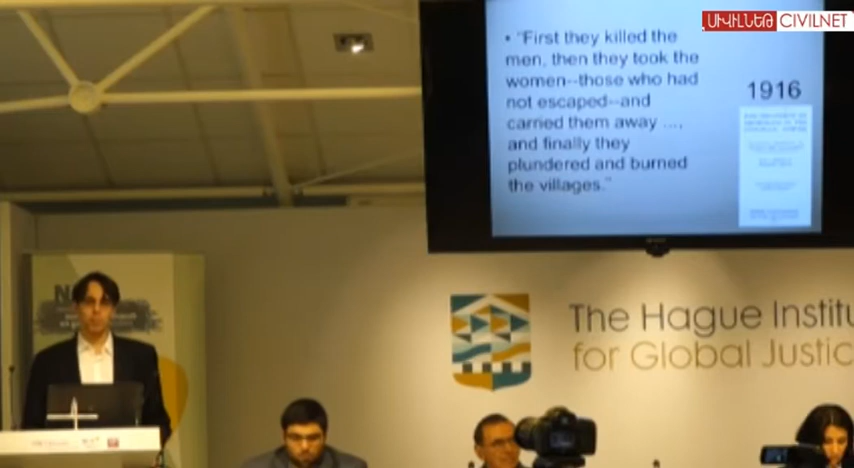 ՍԻՎԻԼՆԵԹ CIVILNET
• "First they killed the
men, then they took the
women--those who had
not escaped--and
carried them away ....,
and finally they
plundered and burned
the villages."
1916
The Hague Institu
for Global Justic